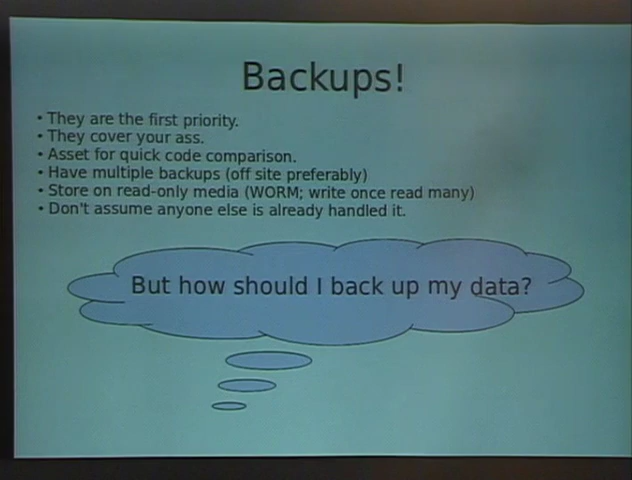 Backups!
• They are the first priority.
• They cover your ass.
• Asset for quick code comparison.
• Have multiple backups (off site preferably)
• Store on read-only media (WORM; write once read many)
• Don't assume anyone else is already handled it.
But how should I back up my data?